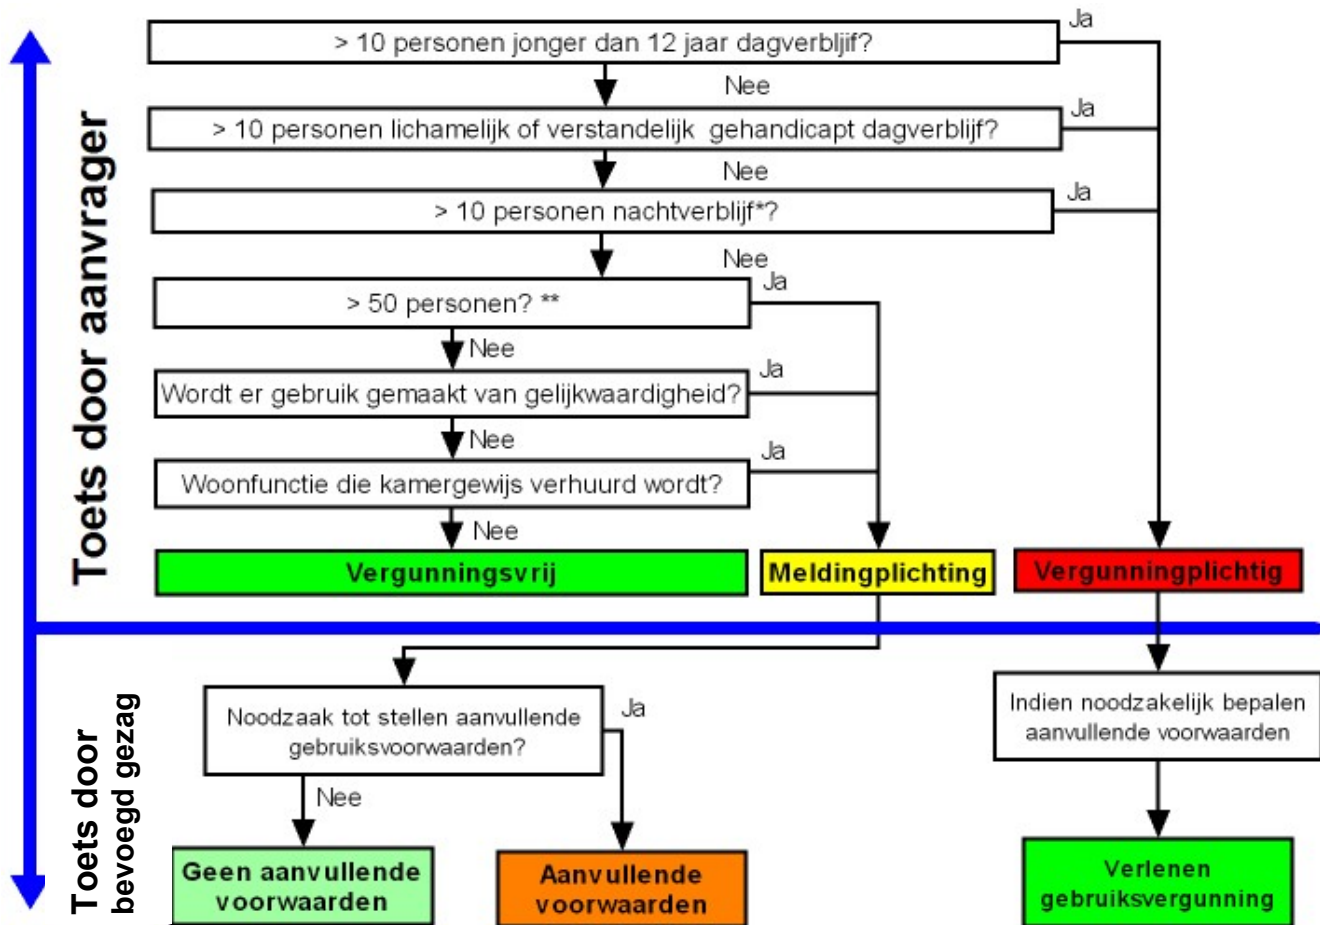 Ja
> 10 personen jonger dan 12 jaar dagverbljif?
Nee
Ja
> 10 personen lichamelijk of verstandelijk gehandicapt dagverblijf?
Nee
Ja
> 10 personen nachtverblijf*?
Nee
Ja
> 50 personen? **
Nee
Ja
Wordt er gebruik gemaakt van gelijkwaardigheid?
Nee
Ja
Woonfunctie die kamergewijs verhuurd wordt?
Nee
Vergunningsvrij
Meldingplichting
Vergunningplichtig
Toets door aanvrager
Noodzaak tot stellen aanvullende
gebruiksvoorwaarden?
Ja
Nee
Indien noodzakelijk bepalen
aanvullende voorwaarden
Geen aanvullende
voorwaarden
Aanvullende
voorwaarden
Verlenen
gebruiksvergunning
Toets door
bevoegd gezag